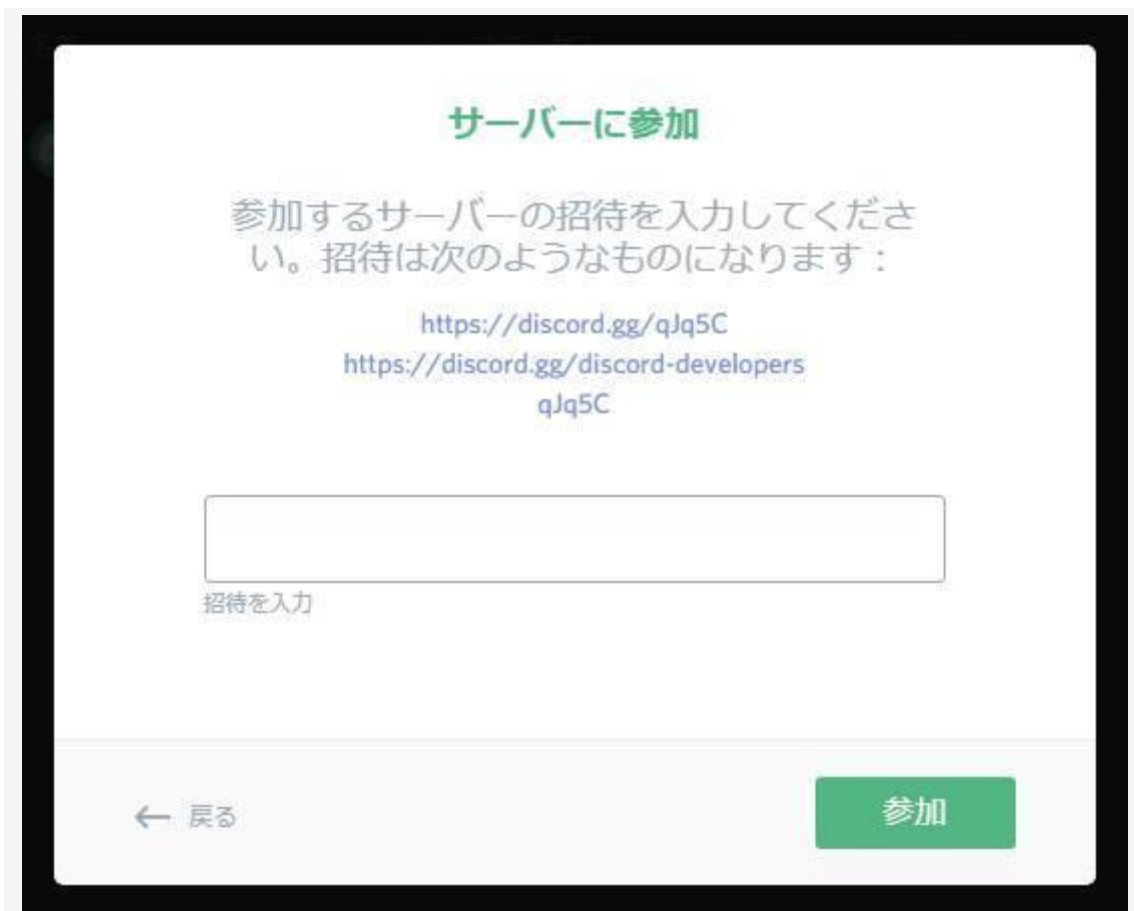 サーバーに参加
参加するサーバーの招待を入力してくださ
い。招待は次のようなものになります：
https://discord.gg/qJq5C
https://discord.gg/discord-developers
qJq5C
招待を入力
← 戻る
参加